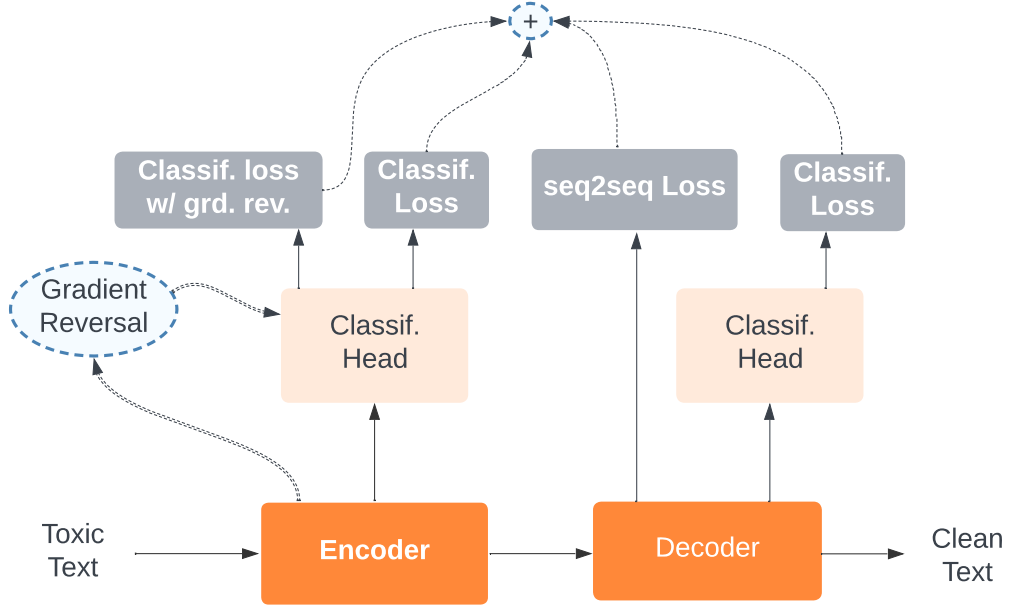 +
Classif. loss
w/ grd. rev.
Classif.
Loss
seq2seq Loss
Classif.
Loss
Gradient
Reversal
Classif.
Head
Classif.
Head
Toxic
Text
Encoder
Decoder
Clean
Text